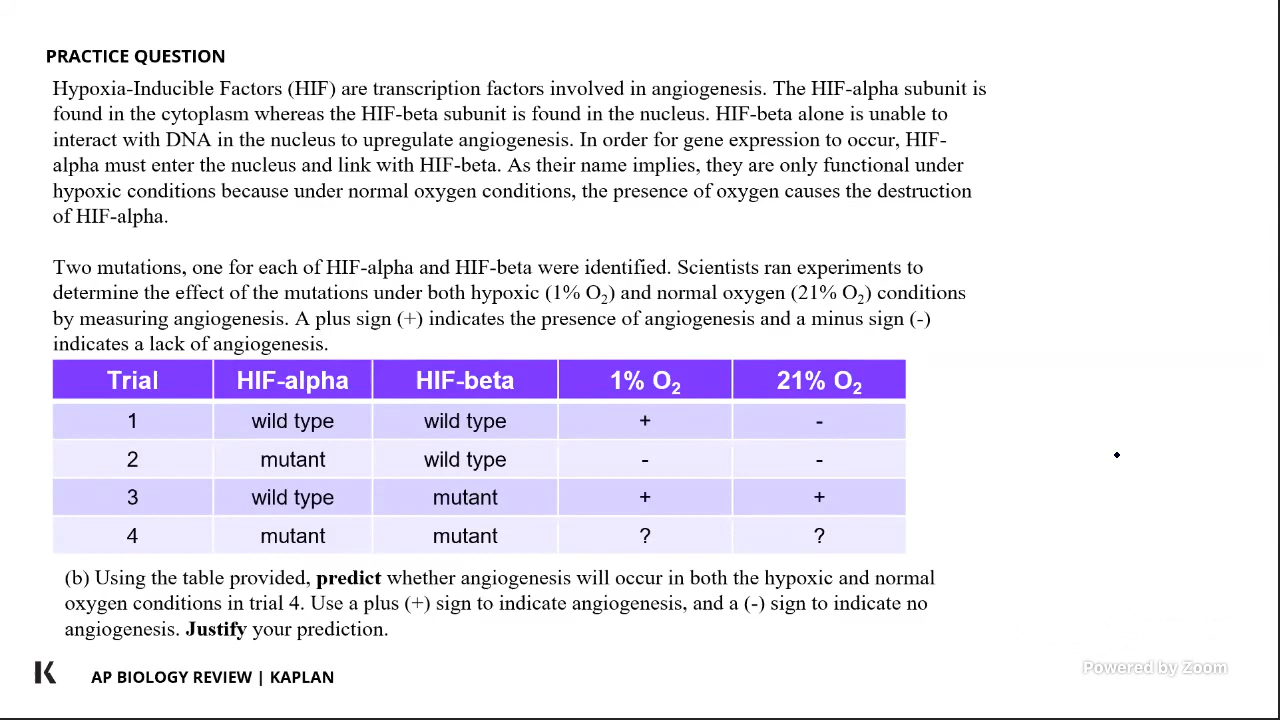 PRACTICE QUESTION
Hypoxia-Inducible Factors (HIF) are transcription factors involved in angiogenesis. The HIF-alpha subunit is
found in the cytoplasm whereas the HIF-beta subunit is found in the nucleus. HIF-beta alone is unable to
interact with DNA in the nucleus to upregulate angiogenesis. In order for gene expression to occur, HIF-
alpha must enter the nucleus and link with HIF-beta. As their name implies, they are only functional under
hypoxic conditions because under normal oxygen conditions, the presence of oxygen causes the destruction
of HIF-alpha.
Two mutations, one for each of HIF-alpha and HIF-beta were identified. Scientists ran experiments to
determine the effect of the mutations under both hypoxic (1% O₂) and normal oxygen (21% O₂) conditions
by measuring angiogenesis. A plus sign (+) indicates the presence of angiogenesis and a minus sign (-)
indicates a lack of angiogenesis.
Trial HIF-alpha HIF-beta 1% O₂ 21% O₂
1 wild type wild type + -
2 mutant wild type - -
3 wild type mutant + +
4 mutant mutant ? ?
(b) Using the table provided, predict whether angiogenesis will occur in both the hypoxic and normal
oxygen conditions in trial 4. Use a plus (+) sign to indicate angiogenesis, and a (-) sign to indicate no
angiogenesis. Justify your prediction.
K AP BIOLOGY REVIEW | KAPLAN
Powered by Zoom